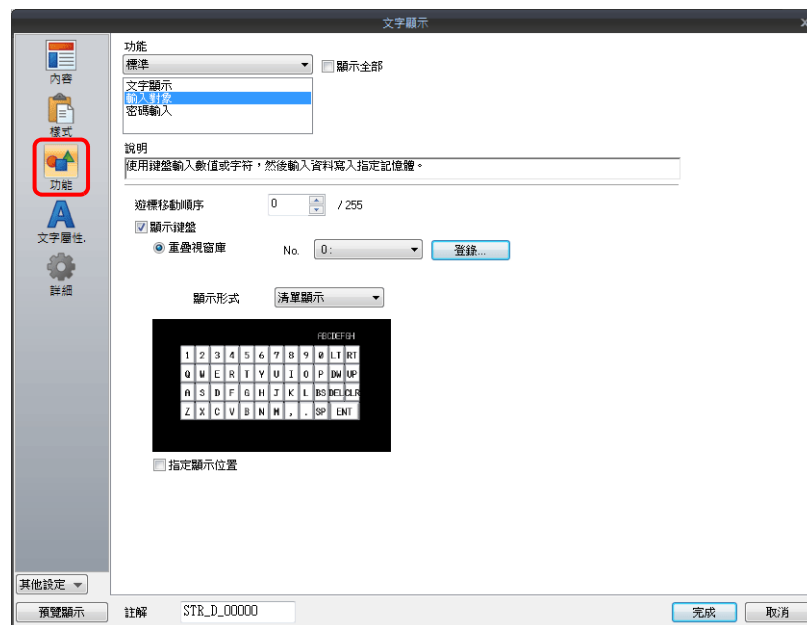 文字顯示
內容
樣式
功能
文字屬性.
詳細
其他設定
預覽顯示
功能
標準
顯示全部
文字顯示
輸入對象
密碼輸入
說明
使用鍵盤輸入數值或字符，然後輸入資料寫入指定記憶體。
遊標移動順序 0 / 255
顯示鍵盤
重疊視窗庫 No. 0: 登錄...
顯示形式 清單顯示
ABCDEFGH
1 2 3 4 5 6 7 8 9 0 LT RT
Q W E R T Y U I O P DW UP
A S D F G H J K L BS DEL CLR
Z X C V B N M , . SP ENT
指定顯示位置
註解 STR_D_00000
完成 取消